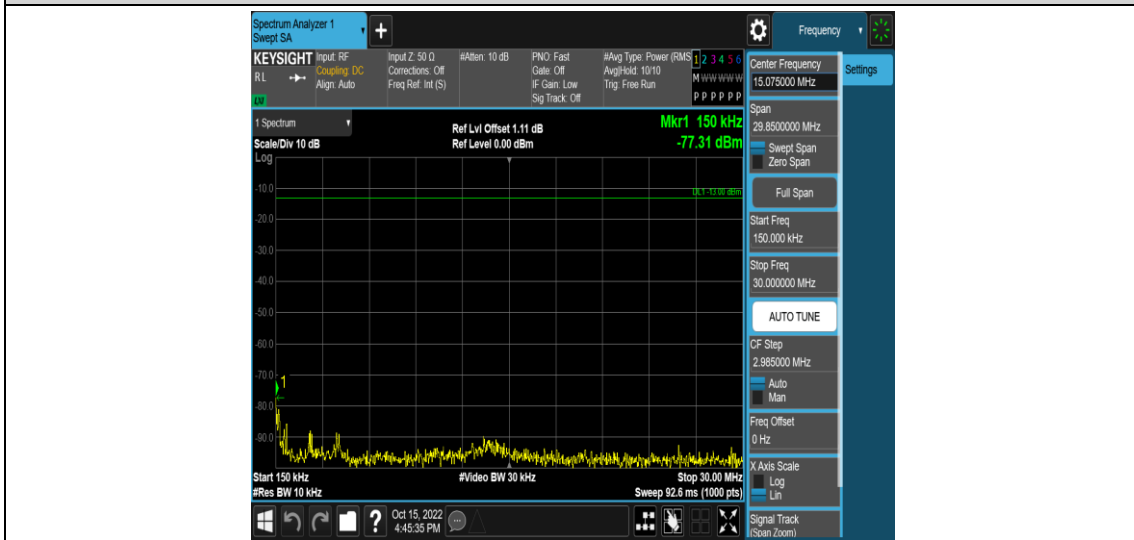 Spectrum Analyzer 1
Swept SA
+
Frequency
KEYSIGHT
RL
LXI
Input: RF
Coupling: DC
Align: Auto
Input Z: 50 Ω
Corrections: Off
Freq Ref: Int (S)
#Atten: 10 dB
PNO: Fast
Gate: Off
IF Gain: Low
Sig Track: Off
#Avg Type: Power (RMS
Avg|Hold: 10/10
Trig: Free Run
1 2 3 4 5 6
M W W W W W
P P P P P P
Center Frequency
15.075000 MHz
Settings
1 Spectrum
Scale/Div 10 dB
Log
Ref Lvl Offset 1.11 dB
Ref Level 0.00 dBm
Mkr1 150 kHz
-77.31 dBm
Span
29.8500000 MHz
Swept Span
Zero Span
Full Span
Start Freq
150.000 kHz
Stop Freq
30.000000 MHz
AUTO TUNE
CF Step
2.985000 MHz
Auto
Man
Freq Offset
0 Hz
X Axis Scale
Log
Lin
Signal Track
(Span Zoom)
DL1 -13.00 dBm
-10.0
-20.0
-30.0
-40.0
-50.0
-60.0
-70.0
1
-80.0
-90.0
Start 150 kHz
#Res BW 10 kHz
#Video BW 30 kHz
Stop 30.00 MHz
Sweep 92.6 ms (1000 pts)
?
Oct 15, 2022
4:45:35 PM